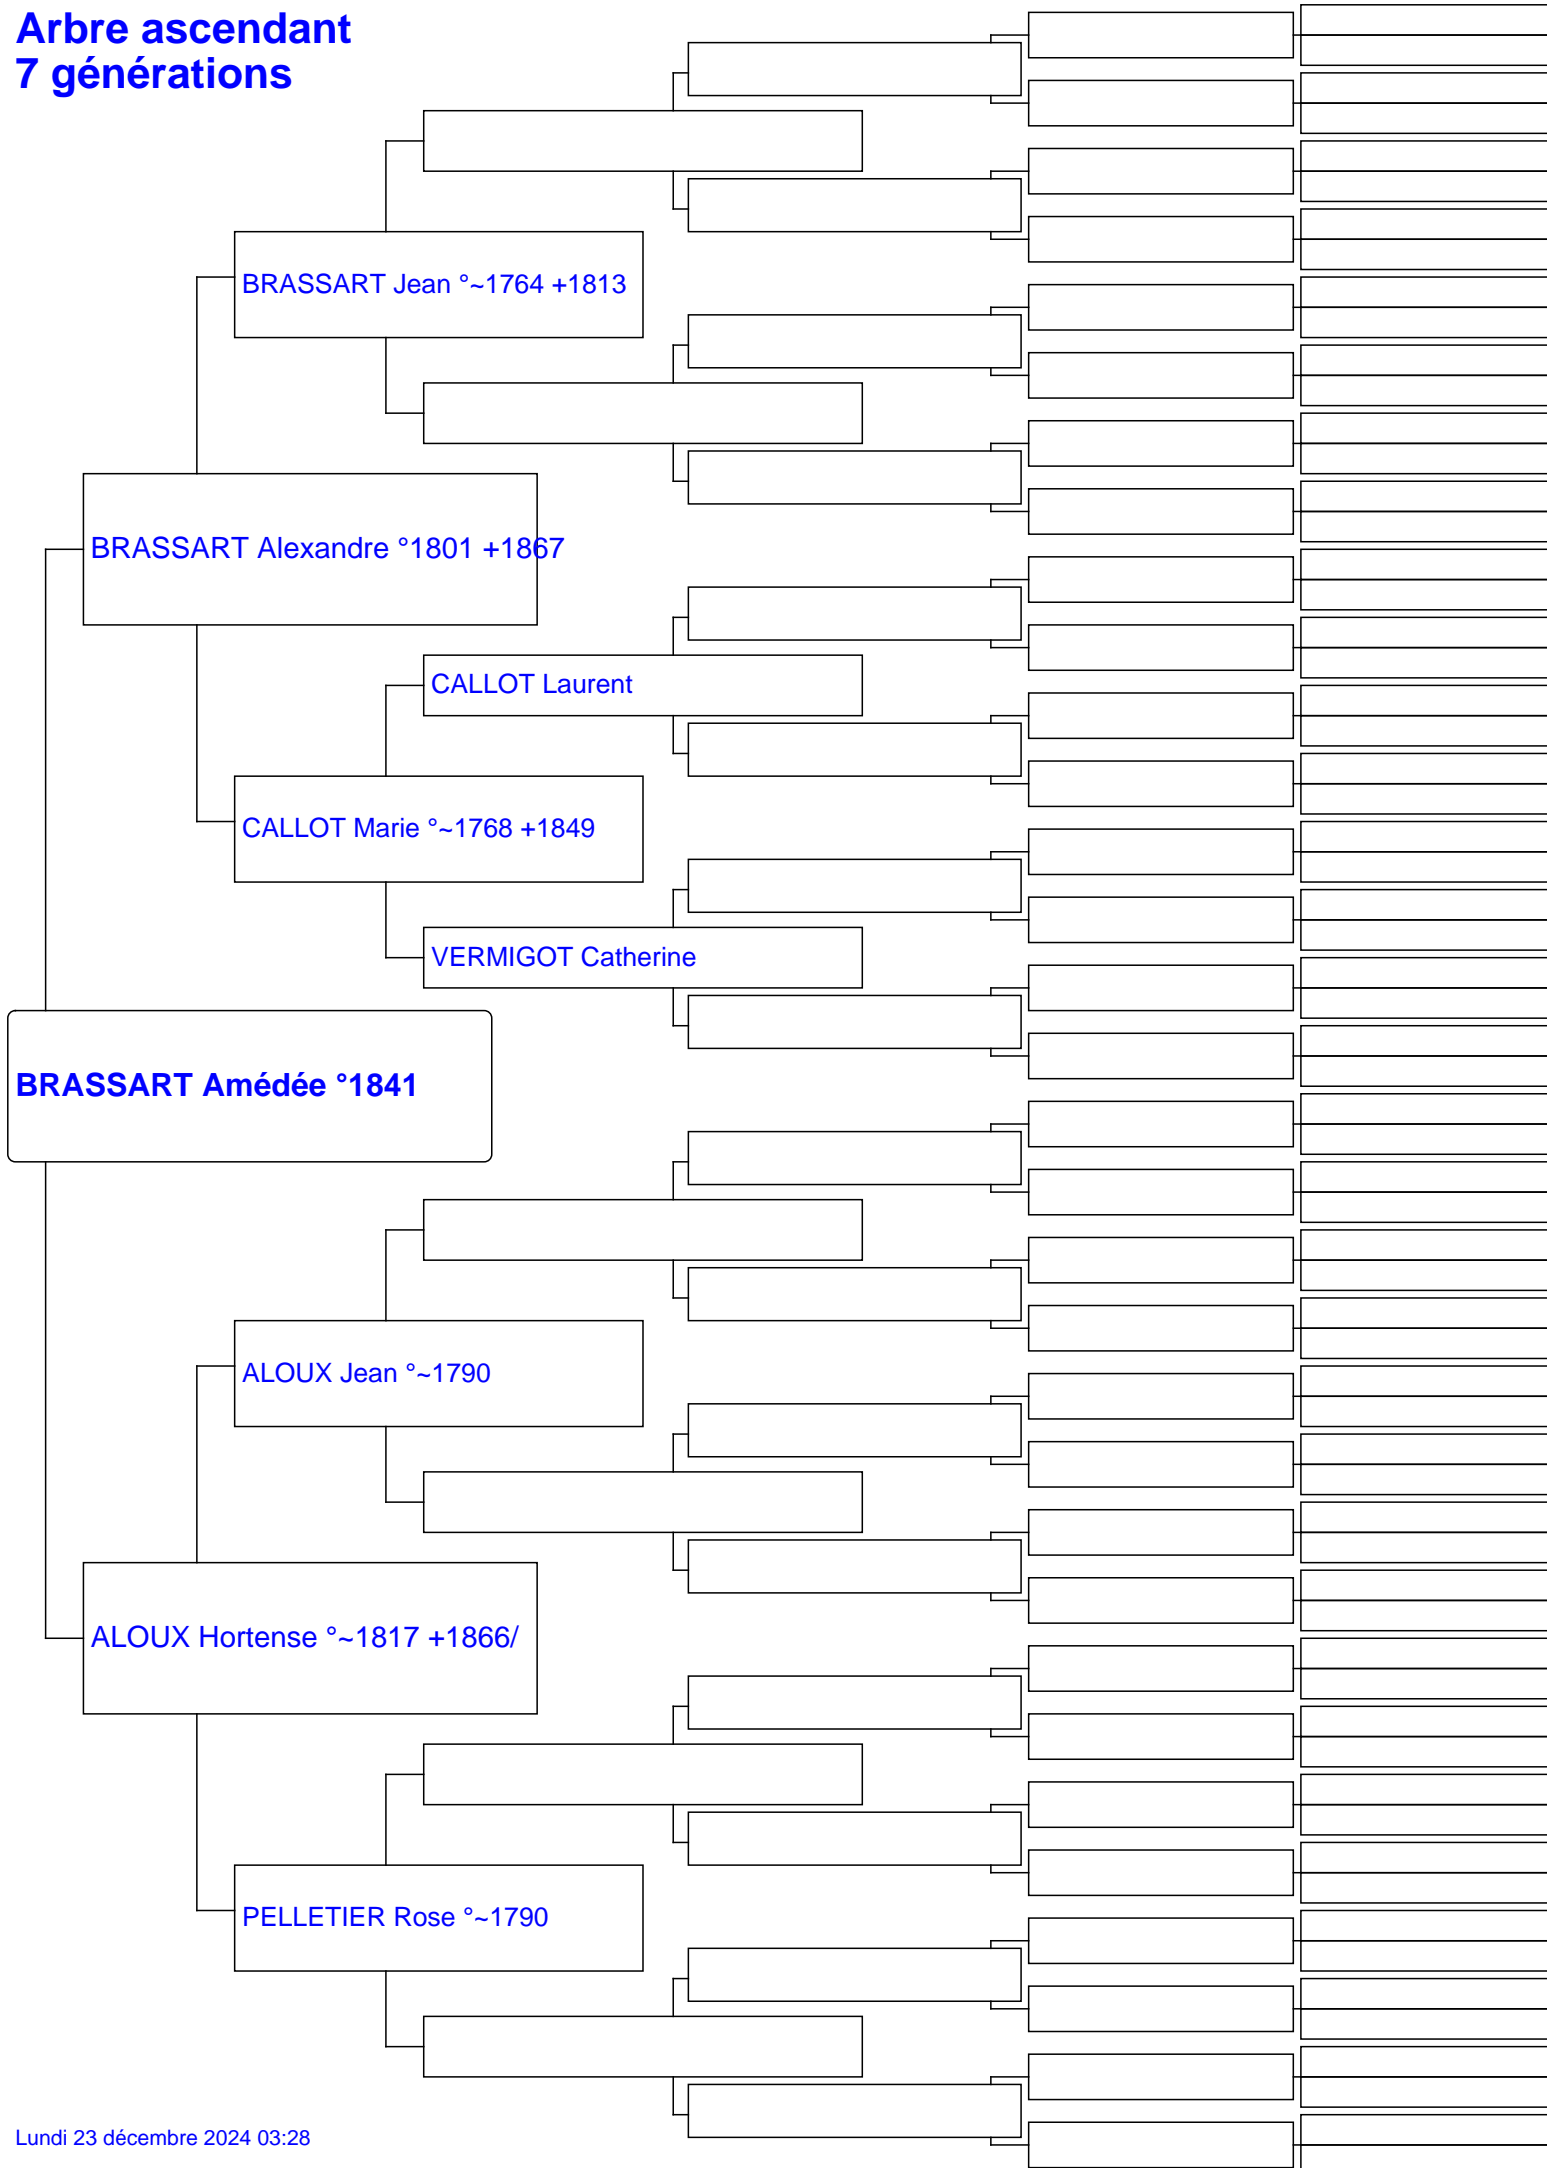 Arbre ascendant
7 générations
BRASSART Jean °~1764 +1813
BRASSART Alexandre °1801 +1867
CALLOT Laurent
CALLOT Marie °~1768 +1849
VERMIGOT Catherine
BRASSART Amédée °1841
ALOUX Jean °~1790
ALOUX Hortense °~1817 +1866/
PELLETIER Rose °~1790
Lundi 23 décembre 2024 03:28